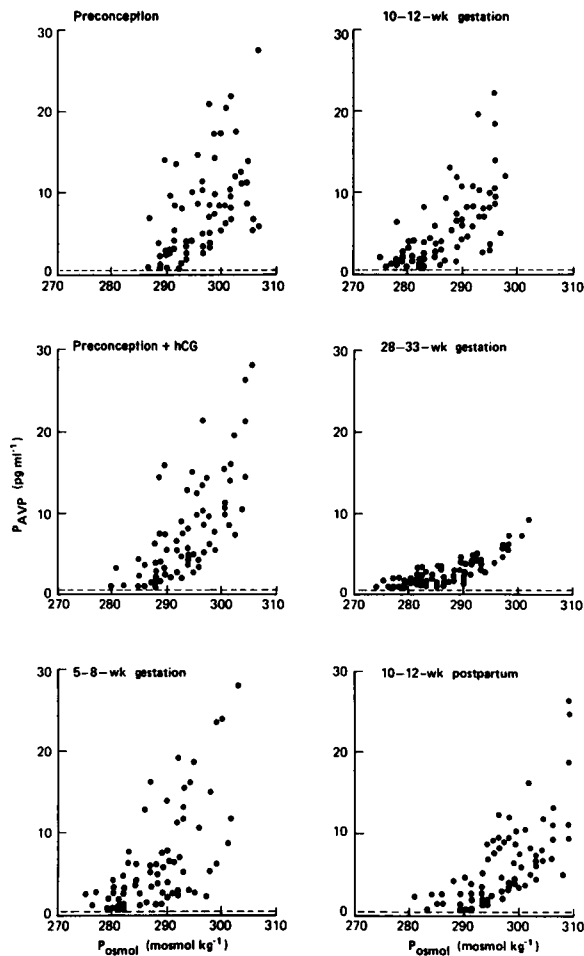 Preconception
30
20
10
0
270 280 290 300 310
10-12-wk gestation
30
20
10
0
270 280 290 300 310
Preconception + hCG
30
20
10
0
270 280 290 300 310
28-33-wk gestation
30
20
10
0
270 280 290 300 310
PAVP (pg ml⁻¹)
5-8-wk gestation
30
20
10
0
270 280 290 300 310
Posmol (mosmol kg⁻¹)
10-12-wk postpartum
30
20
10
0
270 280 290 300 310
Posmol (mosmol kg⁻¹)